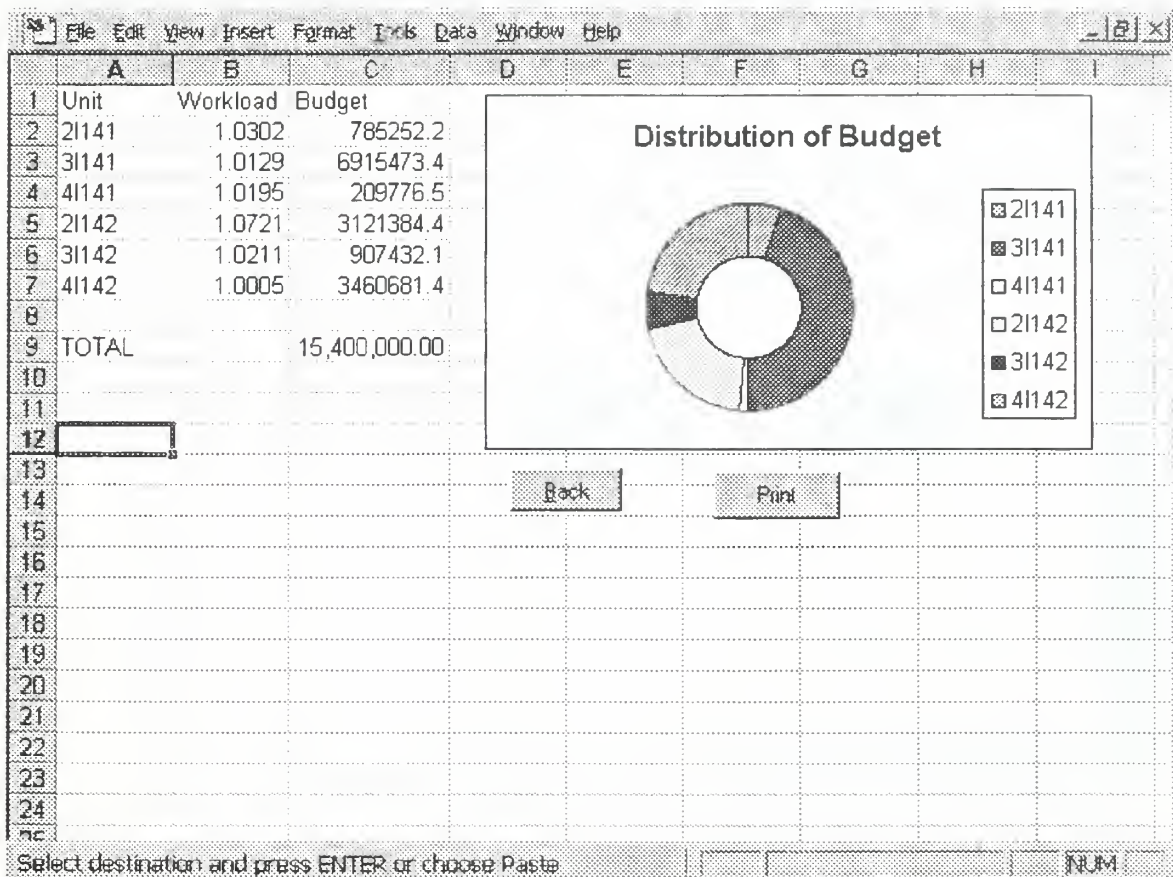 File Edit View Insert Format Tools Data Window Help
A B C D E F G H I
1 Unit Workload Budget
2 2I141 1.0302 785252.2
3 3I141 1.0129 6915473.4
4 4I141 1.0195 209776.5
5 2I142 1.0721 3121384.4
6 3I142 1.0211 907432.1
7 4I142 1.0005 3460681.4
8
9 TOTAL 15,400,000.00
10
11
12
13
14
15
16
17
18
19
20
21
22
23
24
25
Distribution of Budget
2I141
3I141
4I141
2I142
3I142
4I142
Back Print
Select destination and press ENTER or choose Paste NUM